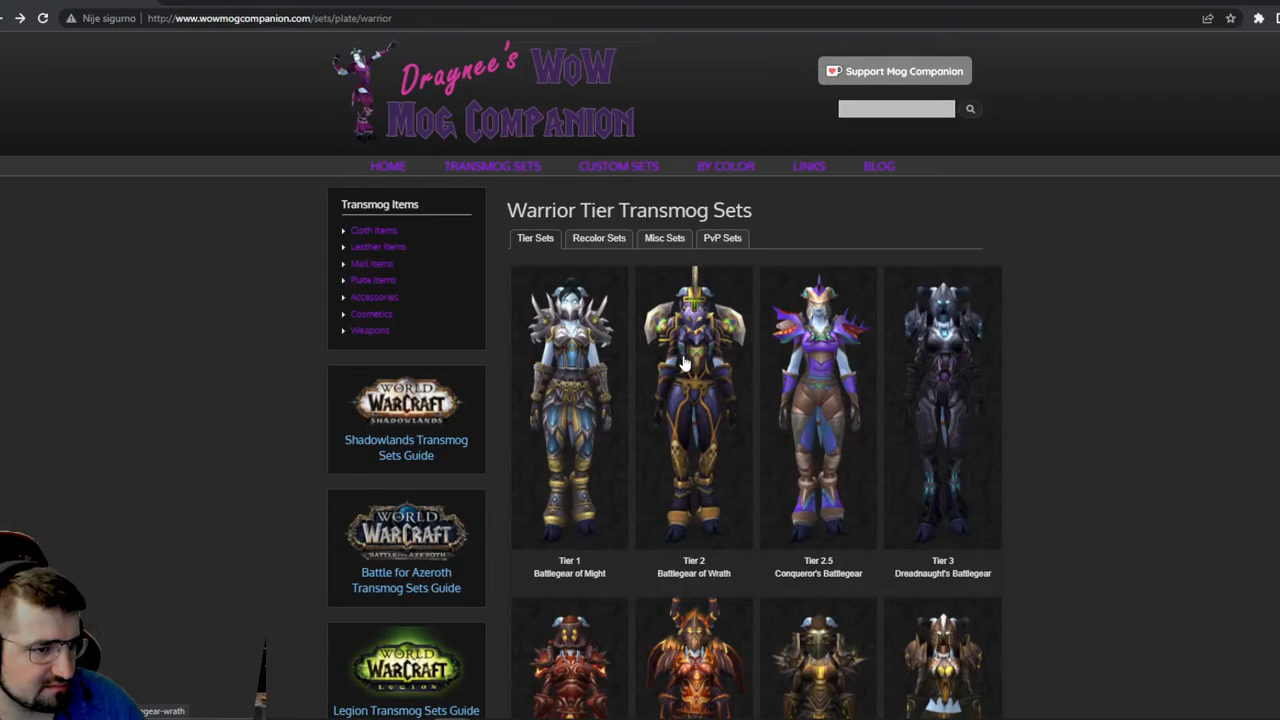 Nije sigurno
http://www.wowmogcompanion.com/sets/plate/warrior
Draynee's WoW
Mog Companion
Support Mog Companion
HOME
TRANSMOG SETS
CUSTOM SETS
BY COLOR
LINKS
BLOG
Transmog Items
Cloth Items
Leather Items
Mail Items
Plate Items
Accessories
Cosmetics
Weapons
WORLD
OF
WARCRAFT
SHADOWLANDS
Shadowlands Transmog
Sets Guide
WORLD
OF
WARCRAFT
BATTLE FOR AZEROTH
Battle for Azeroth
Transmog Sets Guide
WORLD
OF
WARCRAFT
LEGION
Legion Transmog Sets Guide
Warrior Tier Transmog Sets
Tier Sets
Recolor Sets
Misc Sets
PvP Sets
Tier 1
Battlegear of Might
Tier 2
Battlegear of Wrath
Tier 2.5
Conqueror's Battlegear
Tier 3
Dreadnaught's Battlegear
gear-wrath